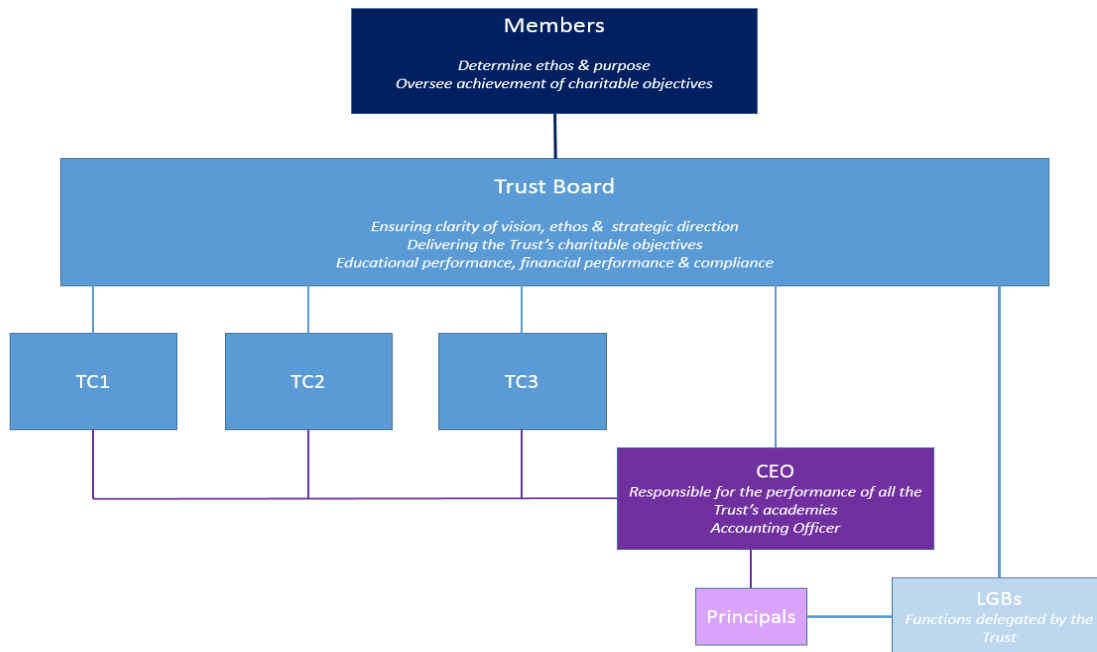 Members
Determine ethos & purpose
Oversee achievement of charitable objectives
Trust Board
Ensuring clarity of vision, ethos & strategic direction
Delivering the Trust's charitable objectives
Educational performance, financial performance & compliance
TC1
TC2
TC3
CEO
Responsible for the performance of all the
Trust's academies
Accounting Officer
Principals
LGBs
Functions delegated by the
Trust